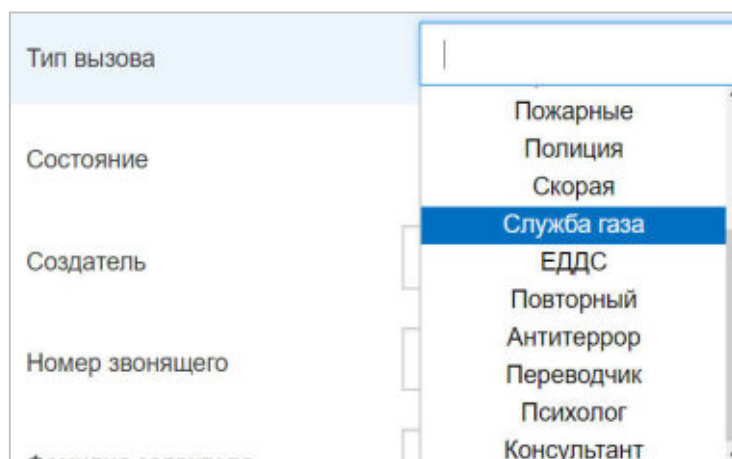 Тип вызова
Пожарные
Полиция
Состояние
Скорая
Служба газа
Создатель
ЕДДС
Повторный
Антитеррор
Номер звонящего
Переводчик
Психолог
Консультант